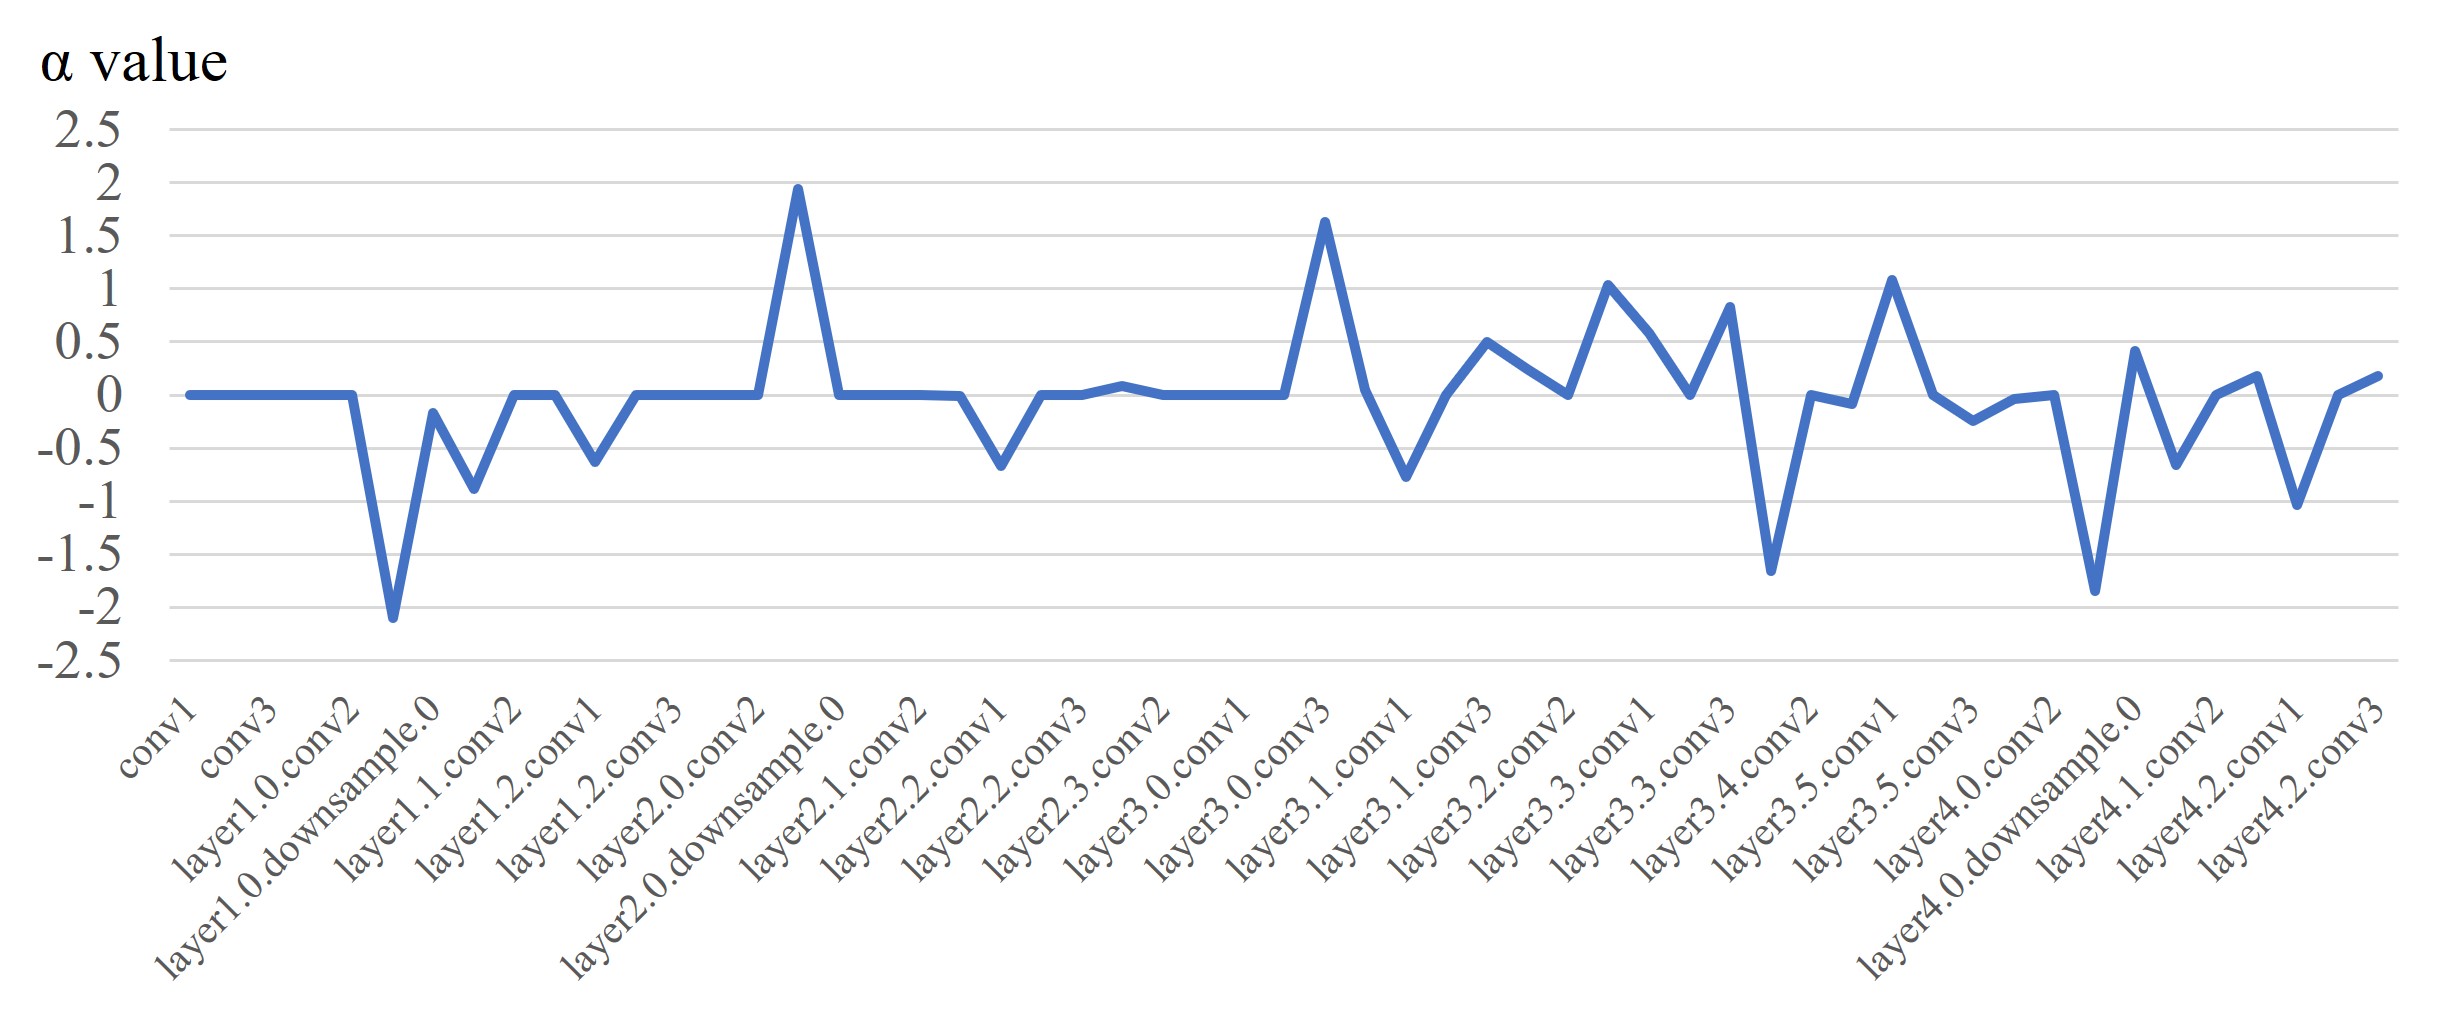 α value
2.5
2
1.5
1
0.5
0
-0.5
-1
-1.5
-2
-2.5
conv1
conv3
layer1.0.conv2
layer1.0.downsample.0
layer1.1.conv2
layer1.2.conv1
layer1.2.conv3
layer2.0.conv2
layer2.0.downsample.0
layer2.1.conv2
layer2.2.conv1
layer2.2.conv3
layer2.3.conv2
layer3.0.conv1
layer3.0.conv3
layer3.1.conv1
layer3.1.conv3
layer3.2.conv2
layer3.3.conv1
layer3.3.conv3
layer3.4.conv2
layer3.5.conv1
layer3.5.conv3
layer4.0.conv2
layer4.0.downsample.0
layer4.1.conv2
layer4.2.conv1
layer4.2.conv3